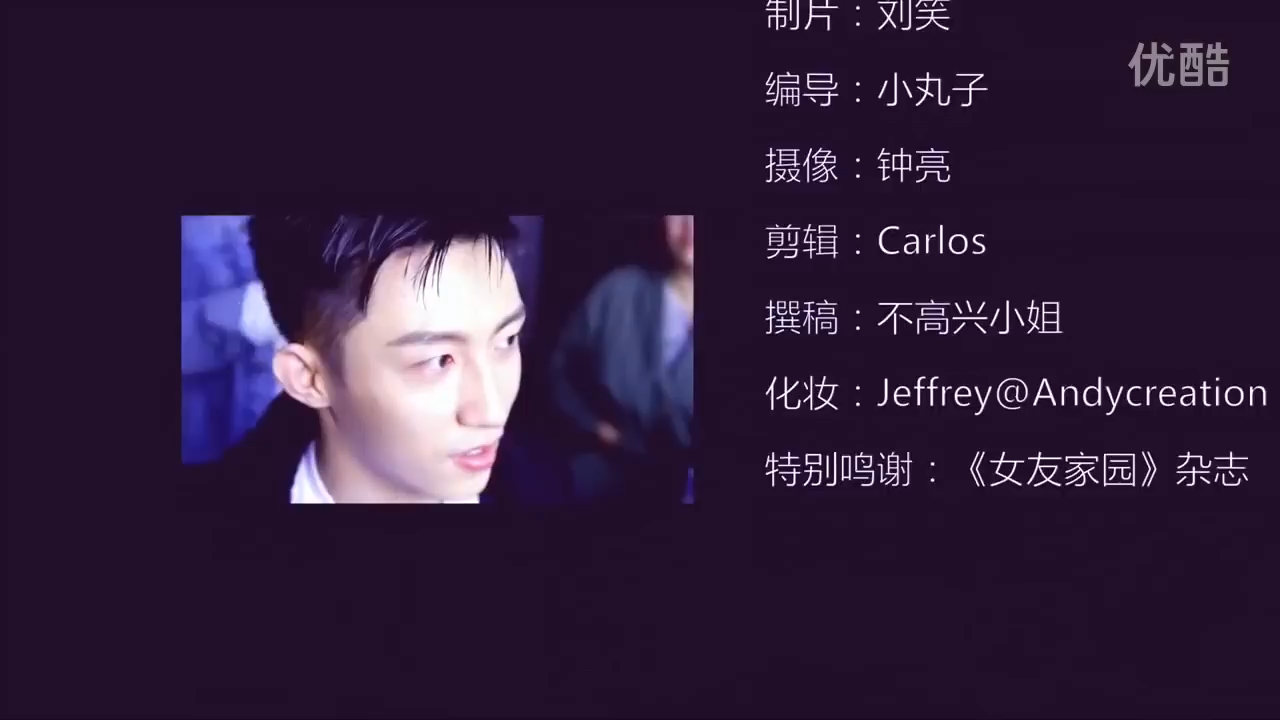 制片：刘笑
优酷
编导：小丸子
摄像：钟亮
剪辑：Carlos
撰稿：不高兴小姐
化妆：Jeffrey@Andycreation
特别鸣谢：《女友家园》杂志